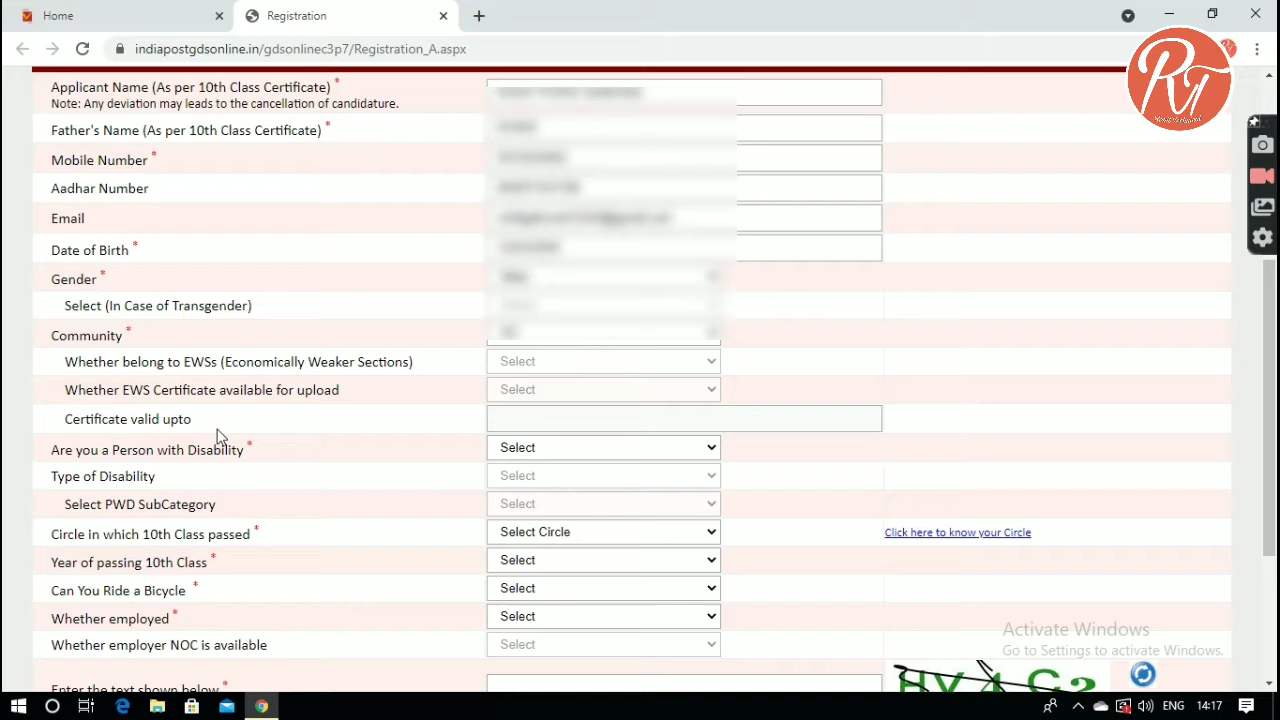 Home
Registration
indiapostgdsonline.in/gdsonlinec3p7/Registration_A.aspx
RT
Applicant Name (As per 10th Class Certificate) *
Note: Any deviation may leads to the cancellation of candidature.
Father's Name (As per 10th Class Certificate) *
Mobile Number *
Aadhar Number
Email
Date of Birth *
Gender *
Select (In Case of Transgender)
Community *
Whether belong to EWSs (Economically Weaker Sections) Select
Whether EWS Certificate available for upload Select
Certificate valid upto
Are you a Person with Disability * Select
Type of Disability Select
Select PWD SubCategory Select
Circle in which 10th Class passed * Select Circle Click here to know your Circle
Year of passing 10th Class * Select
Can You Ride a Bicycle * Select
Whether employed * Select
Whether employer NOC is available Select
Activate Windows
Go to Settings to activate Windows.
Enter the text shown below *
ENG 14:17